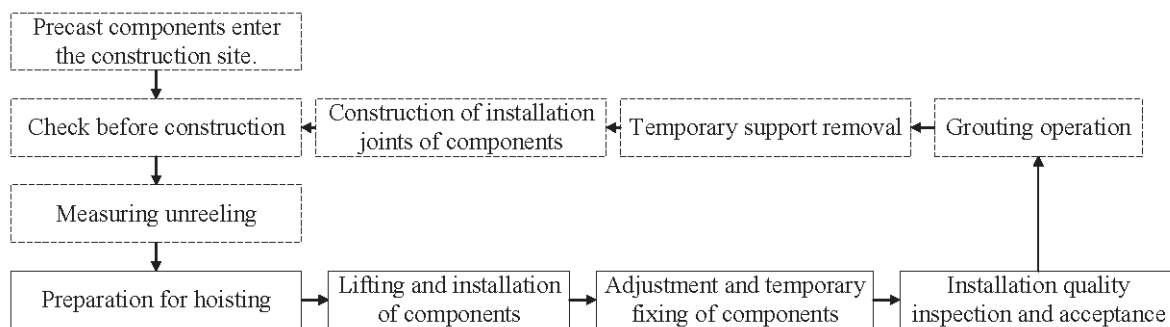 Precast components enter
the construction site.
Check before construction
Construction of installation
joints of components
Temporary support removal
Grouting operation
Measuring unreeling
Preparation for hoisting
Lifting and installation
of components
Adjustment and temporary
fixing of components
Installation quality
inspection and acceptance